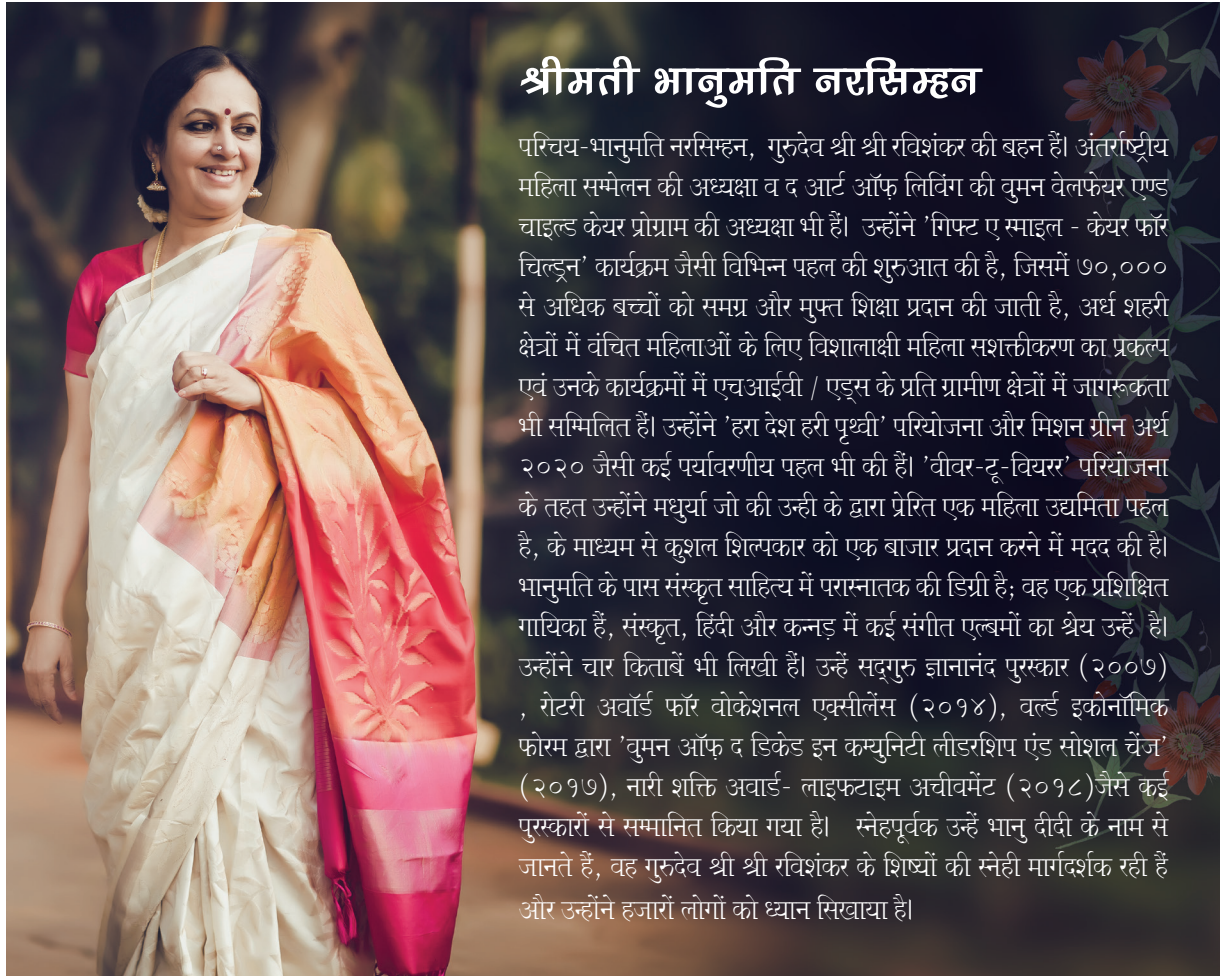 श्रीमती भानुमति नरसिम्हन
परिचय-भानुमति नरसिम्हन, गुरुदेव श्री श्री रविशंकर की बहन हैं। अंतर्राष्ट्रीय
महिला सम्मेलन की अध्यक्षा व द आर्ट ऑफ़ लिविंग की वुमन वेलफेयर एण्ड
चाइल्ड केयर प्रोग्राम की अध्यक्षा भी हैं। उन्होंने 'गिफ्ट ए स्माइल - केयर फॉर
चिल्ड्रन' कार्यक्रम जैसी विभिन्न पहल की शुरुआत की है, जिसमें ७०,०००
से अधिक बच्चों को समग्र और मुफ्त शिक्षा प्रदान की जाती है, अर्ध शहरी
क्षेत्रों में वंचित महिलाओं के लिए विशालाक्षी महिला सशक्तीकरण का प्रकल्प
एवं उनके कार्यक्रमों में एचआईवी / एड्स के प्रति ग्रामीण क्षेत्रों में जागरूकता
भी सम्मिलित हैं। उन्होंने 'हरा देश हरी पृथ्वी' परियोजना और मिशन ग्रीन अर्थ
२०२० जैसी कई पर्यावरणीय पहल भी की हैं। 'वीवर-टू-वियरर' परियोजना
के तहत उन्होंने मधुर्या जो की उन्ही के द्वारा प्रेरित एक महिला उद्यमिता पहल
है, के माध्यम से कुशल शिल्पकार को एक बाजार प्रदान करने में मदद की है।
भानुमति के पास संस्कृत साहित्य में परास्नातक की डिग्री है; वह एक प्रशिक्षित
गायिका हैं, संस्कृत, हिंदी और कन्नड़ में कई संगीत एल्बमों का श्रेय उन्हें है।
उन्होंने चार किताबें भी लिखी हैं। उन्हें सद्‌गुरु ज्ञानानंद पुरस्कार (२००७)
, रोटरी अवॉर्ड फॉर वोकेशनल एक्सीलेंस (२०१४), वर्ल्ड इकोनॉमिक
फोरम द्वारा 'वुमन ऑफ़ द डिकेड इन कम्युनिटी लीडरशिप एंड सोशल चेंज'
(२०१७), नारी शक्ति अवार्ड- लाइफटाइम अचीवमेंट (२०१८)जैसे कई
पुरस्कारों से सम्मानित किया गया है। स्नेहपूर्वक उन्हें भानु दीदी के नाम से
जानते हैं, वह गुरुदेव श्री श्री रविशंकर के शिष्यों की स्नेही मार्गदर्शक रही हैं
और उन्होंने हजारों लोगों को ध्यान सिखाया है।